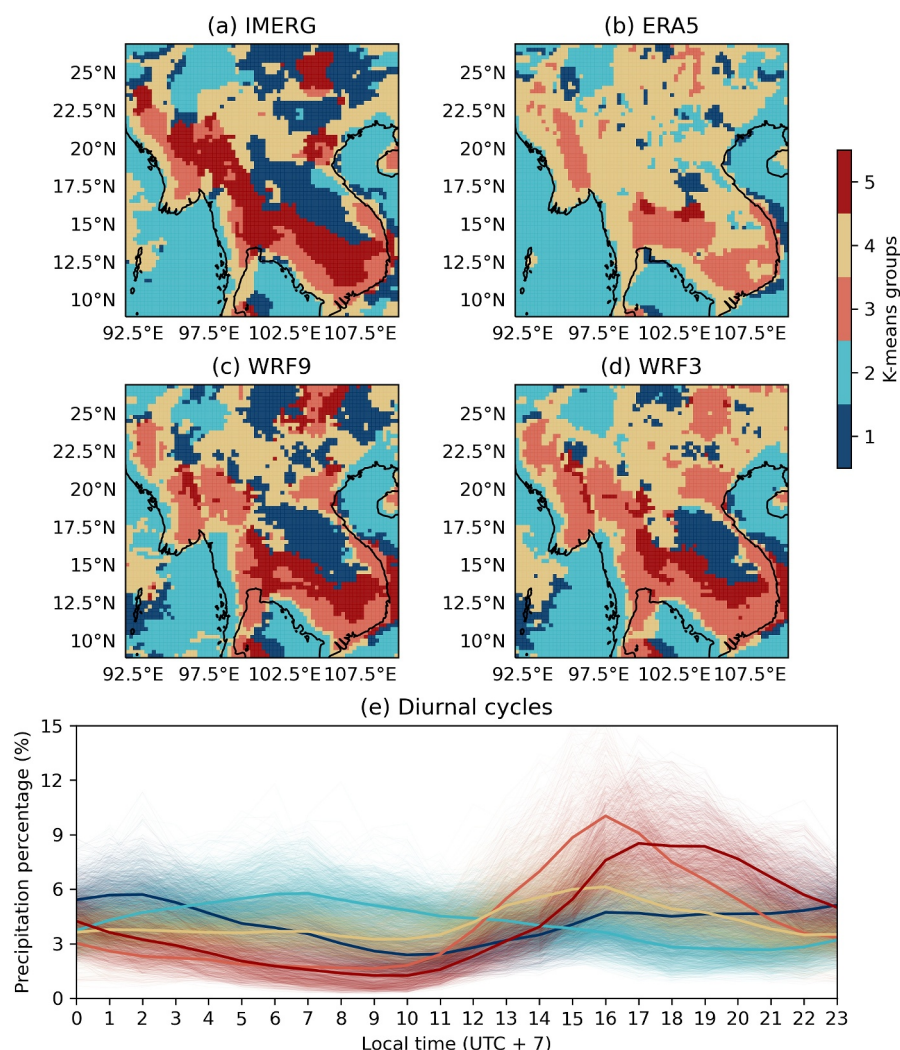 (a) IMERG
(b) ERA5
25°N
22.5°N
20°N
17.5°N
15°N
12.5°N
10°N
92.5°E 97.5°E 102.5°E 107.5°E
25°N
22.5°N
20°N
17.5°N
15°N
12.5°N
10°N
92.5°E 97.5°E 102.5°E 107.5°E
(c) WRF9
(d) WRF3
25°N
22.5°N
20°N
17.5°N
15°N
12.5°N
10°N
92.5°E 97.5°E 102.5°E 107.5°E
25°N
22.5°N
20°N
17.5°N
15°N
12.5°N
10°N
92.5°E 97.5°E 102.5°E 107.5°E
5
4
3
2
1
K-means groups
(e) Diurnal cycles
Precipitation percentage (%)
15
12
9
6
3
0
0 1 2 3 4 5 6 7 8 9 10 11 12 13 14 15 16 17 18 19 20 21 22 23
Local time (UTC + 7)